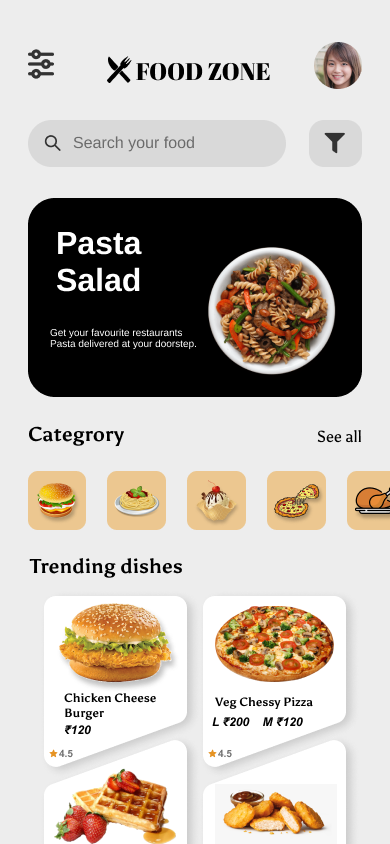 FOOD ZONE
Search your food
Pasta
Salad
Get your favourite restaurants
Pasta delivered at your doorstep.
Categrory
See all
Trending dishes
Chicken Cheese
Burger
₹120
4.5
Veg Chessy Pizza
L ₹200 M ₹120
4.5